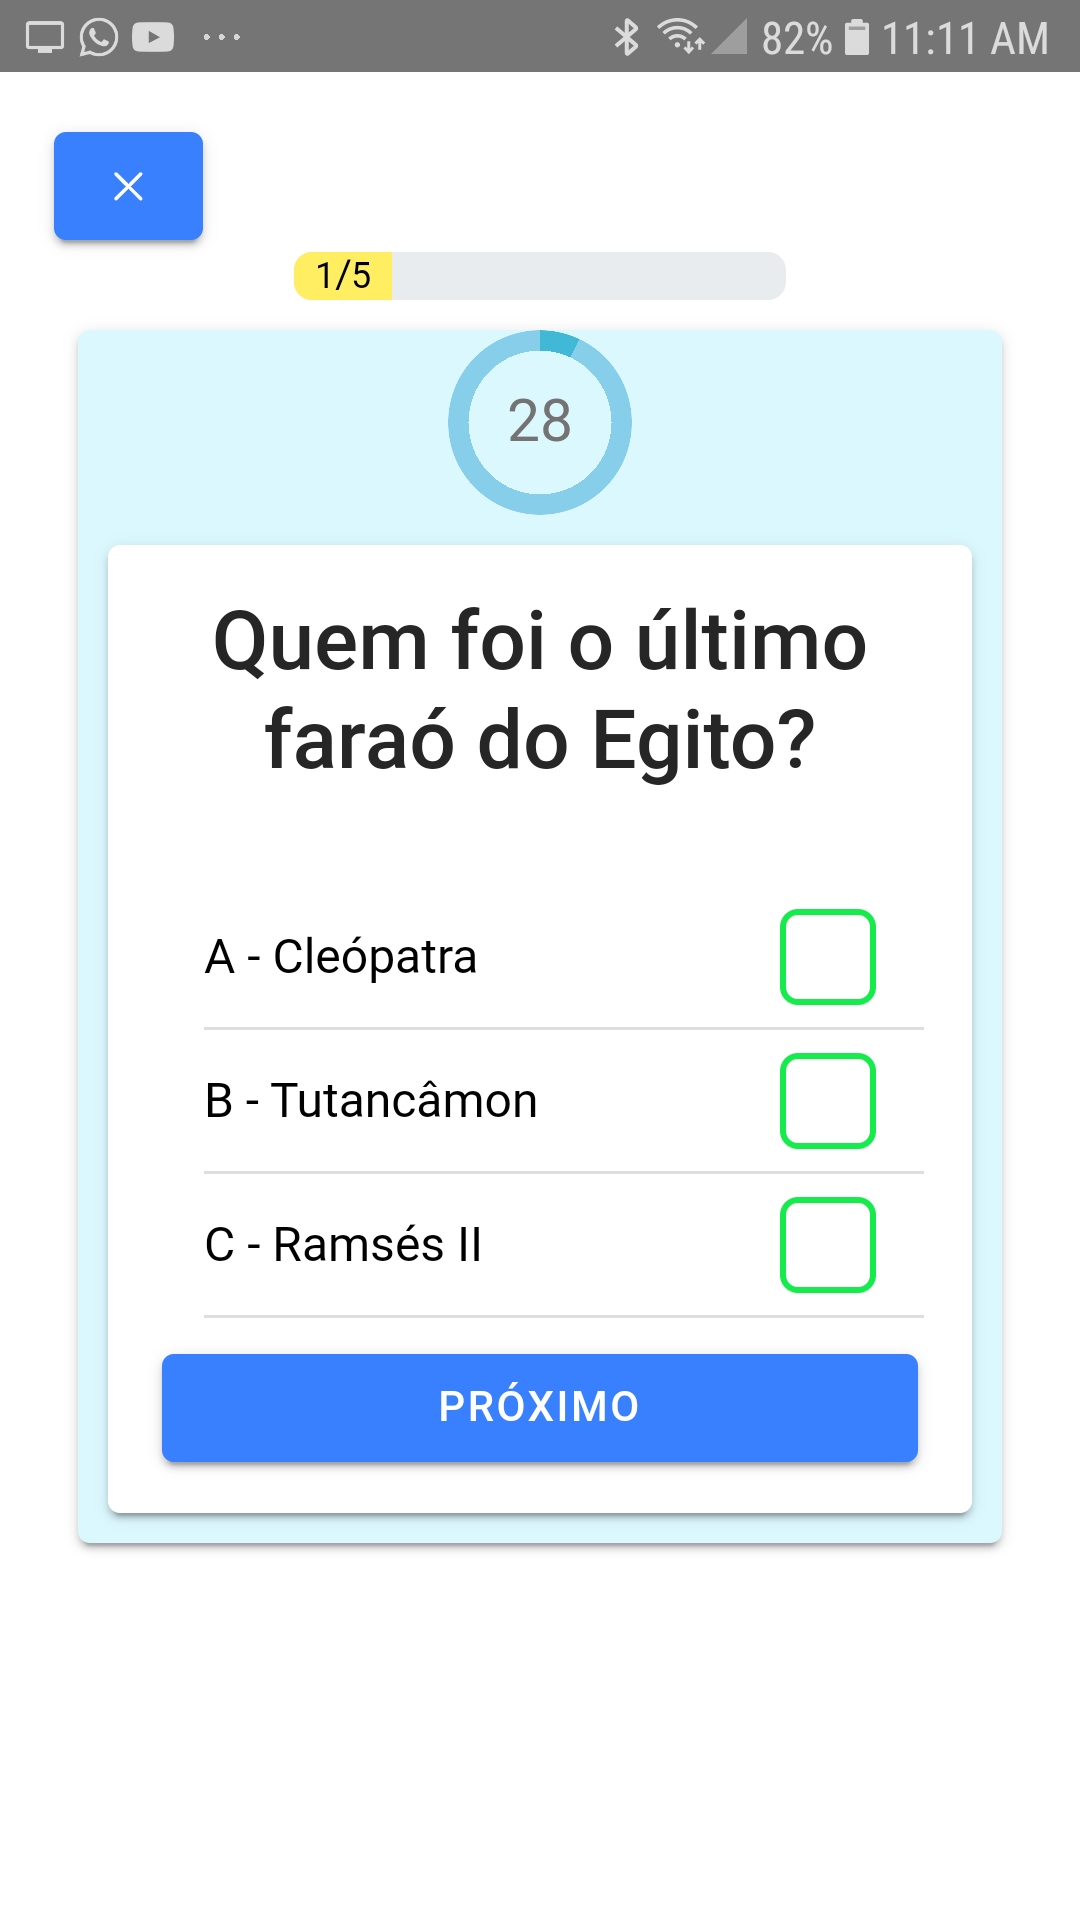 82% 11:11 AM
1/5
28
Quem foi o último
faraó do Egito?
A - Cleópatra
B - Tutancâmon
C - Ramsés II
PRÓXIMO